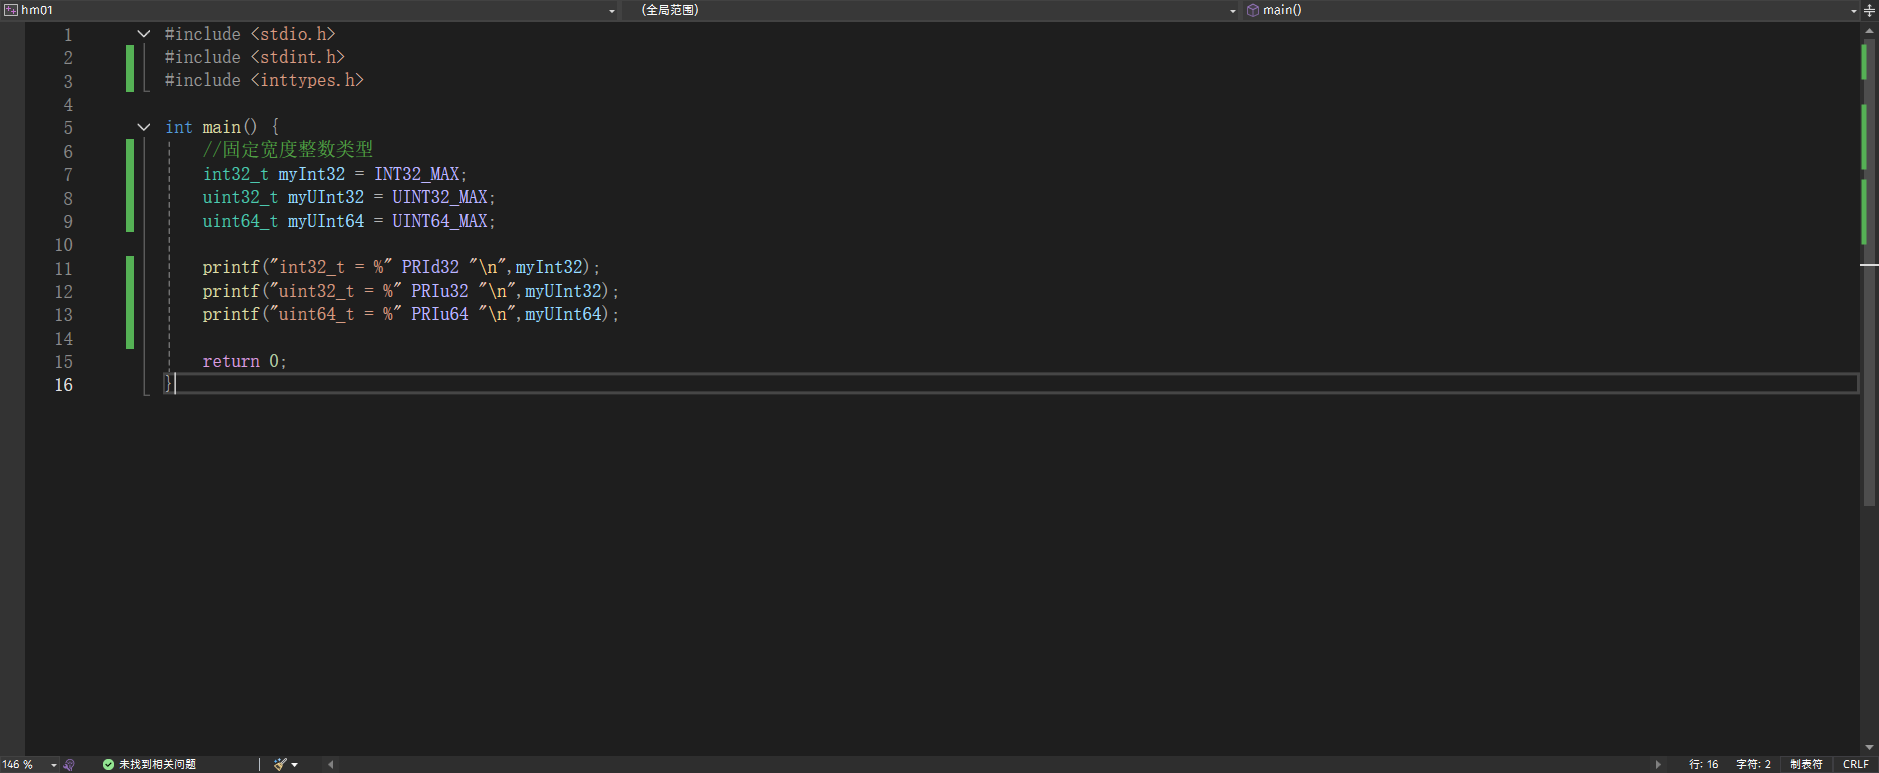 hm01 (全局范围) main()
1 #include <stdio.h>
2 #include <stdint.h>
3 #include <inttypes.h>
4
5 int main() {
6 //固定宽度整数类型
7 int32_t myInt32 = INT32_MAX;
8 uint32_t myUInt32 = UINT32_MAX;
9 uint64_t myUInt64 = UINT64_MAX;
10
11 printf("int32_t = %" PRId32 "\n",myInt32);
12 printf("uint32_t = %" PRIu32 "\n",myUInt32);
13 printf("uint64_t = %" PRIu64 "\n",myUInt64);
14
15 return 0;
16 }
146 % 未找到相关问题 行: 16 字符: 2 制表符 CRLF